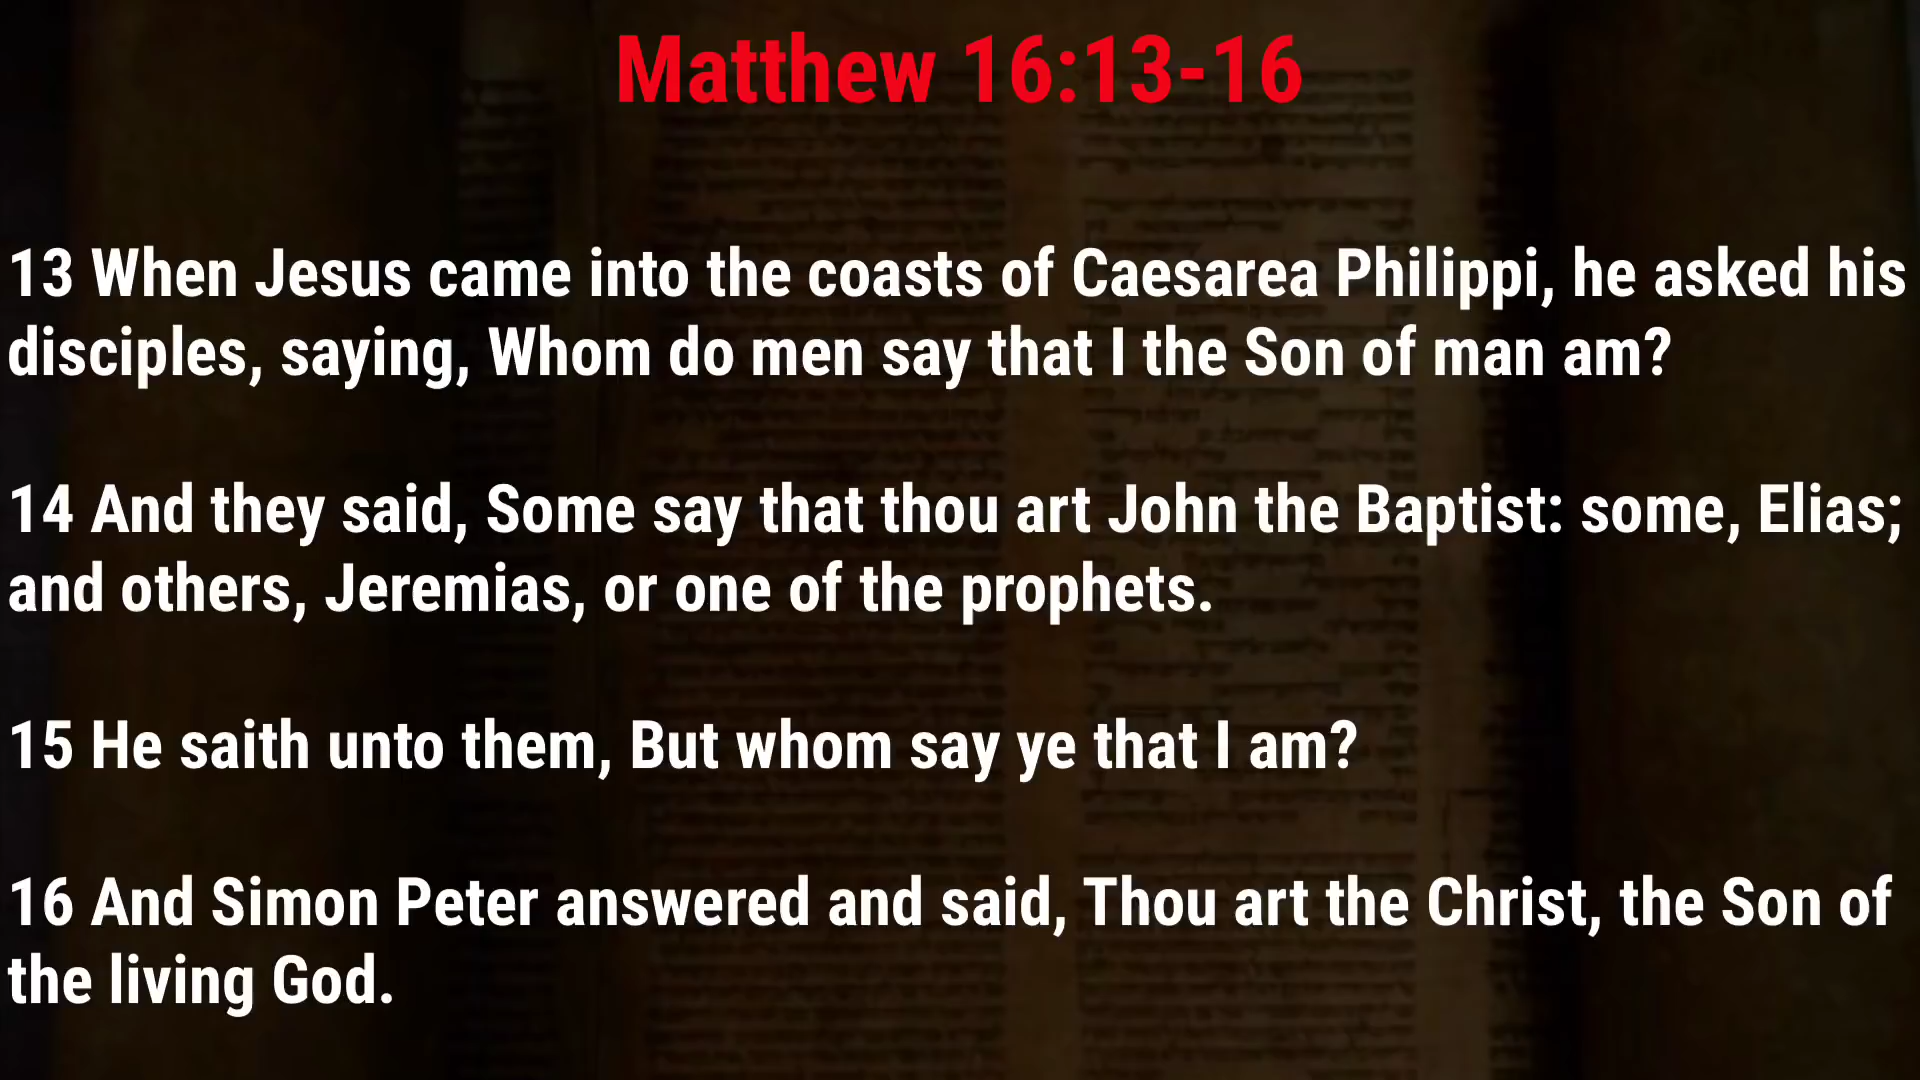 Matthew 16:13-16
13 When Jesus came into the coasts of Caesarea Philippi, he asked his
disciples, saying, Whom do men say that I the Son of man am?
14 And they said, Some say that thou art John the Baptist: some, Elias;
and others, Jeremias, or one of the prophets.
15 He saith unto them, But whom say ye that I am?
16 And Simon Peter answered and said, Thou art the Christ, the Son of
the living God.